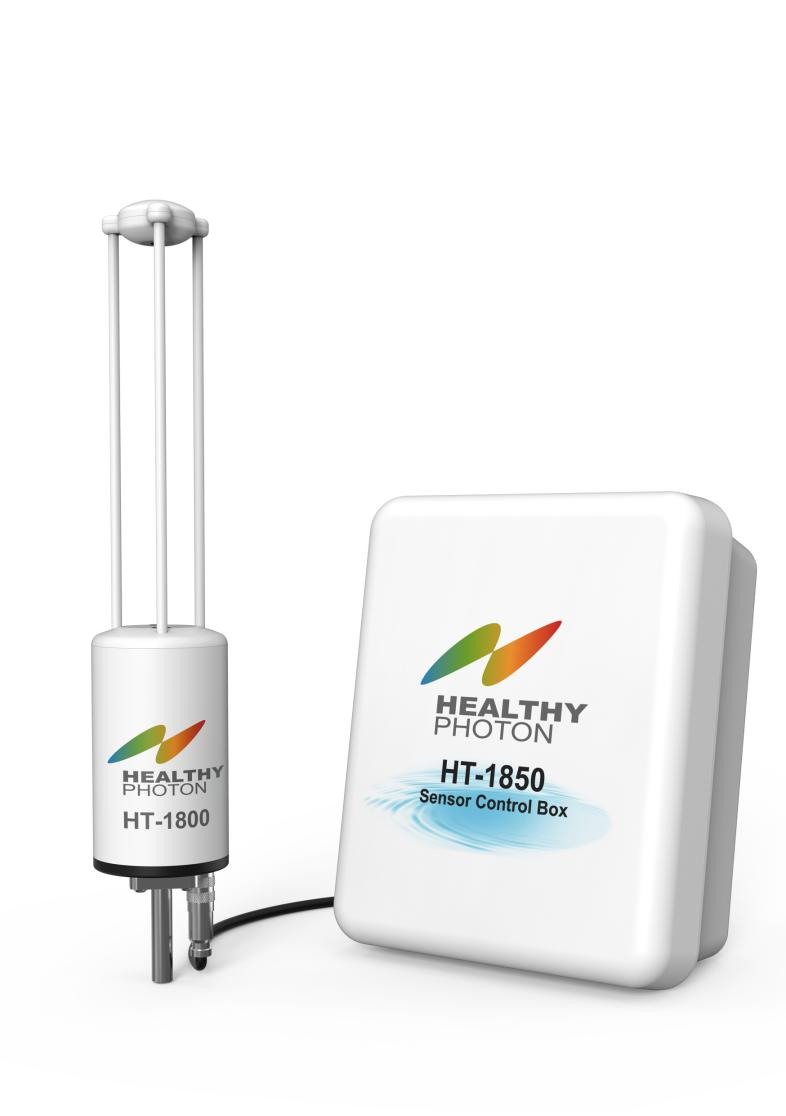 HEALTHY
PHOTON
HT-1800
HEALTHY
PHOTON
HT-1850
Sensor Control Box